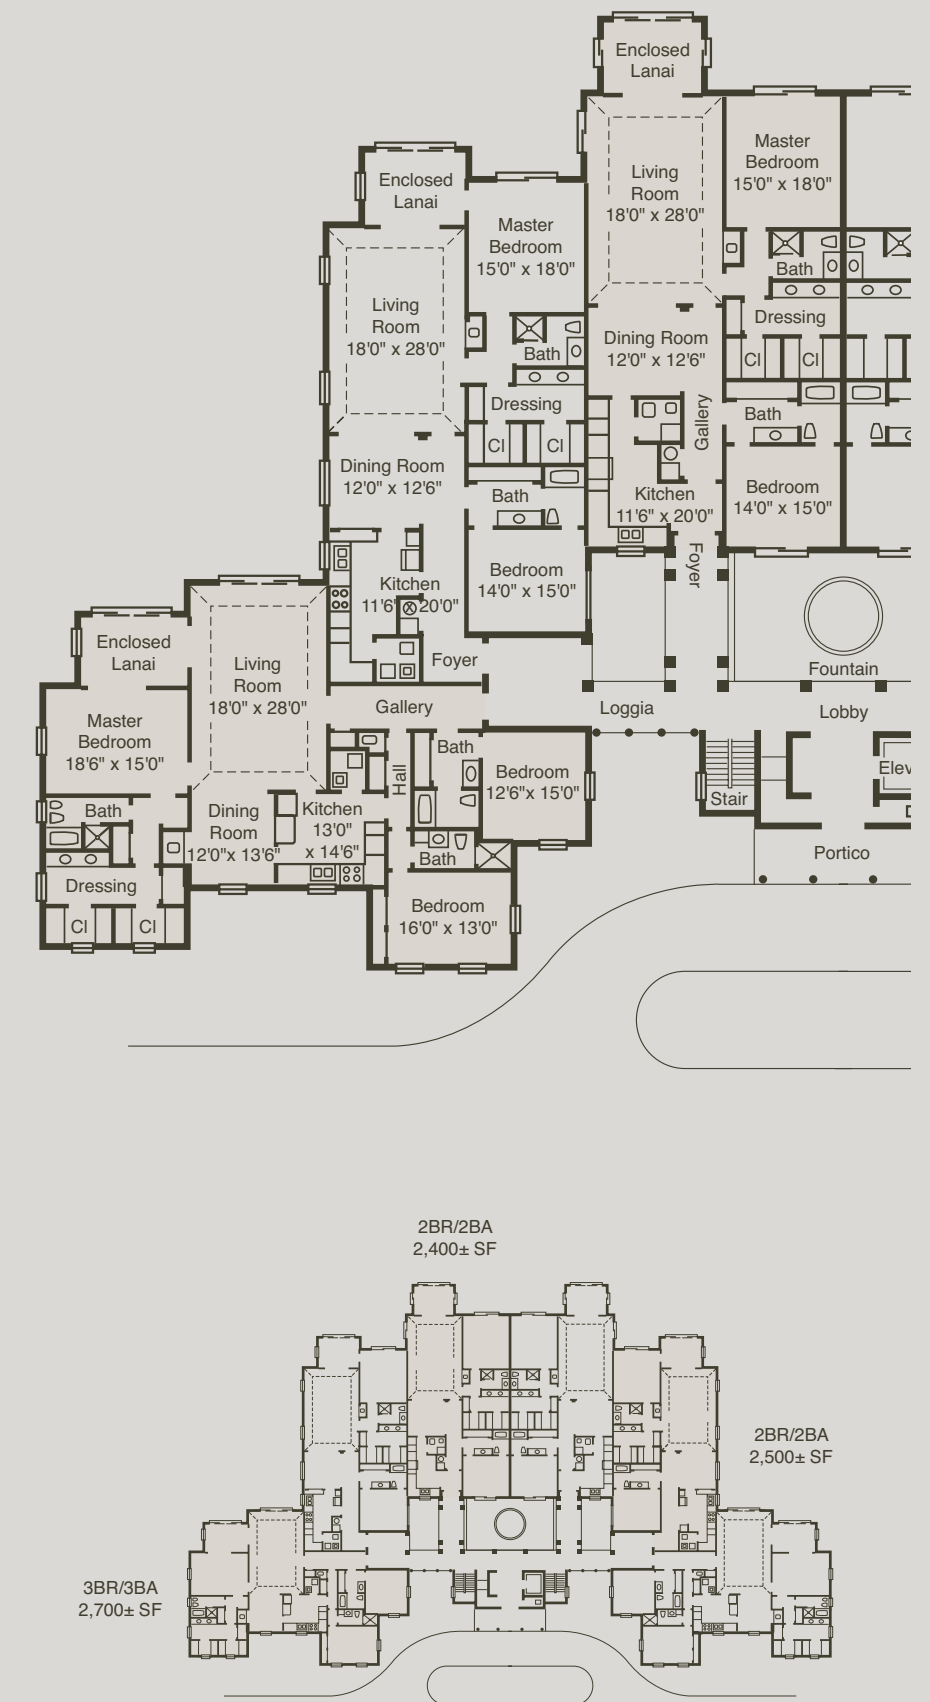 Enclosed
Lanai
Living
Room
18'0" x 28'0"
Master
Bedroom
15'0" x 18'0"
Bath
Dressing
Cl
Cl
Dining Room
12'0" x 12'6"
Gallery
Bath
Kitchen
11'6" x 20'0"
Bedroom
14'0" x 15'0"
Foyer
Enclosed
Lanai
Master
Bedroom
15'0" x 18'0"
Living
Room
18'0" x 28'0"
Bath
Dressing
Cl
Cl
Dining Room
12'0" x 12'6"
Bath
Bedroom
14'0" x 15'0"
Kitchen
11'6" x 20'0"
Foyer
Enclosed
Lanai
Living
Room
18'0" x 28'0"
Gallery
Master
Bedroom
18'6" x 15'0"
Bath
Hall
Bedroom
12'6"x 15'0"
Bath
Dining
Room
12'0"x 13'6"
Kitchen
13'0"
x 14'6"
Bath
Dressing
Cl
Cl
Bedroom
16'0" x 13'0"
Fountain
Loggia
Lobby
Elev
Stair
Portico
2BR/2BA
2,400± SF
2BR/2BA
2,500± SF
3BR/3BA
2,700± SF